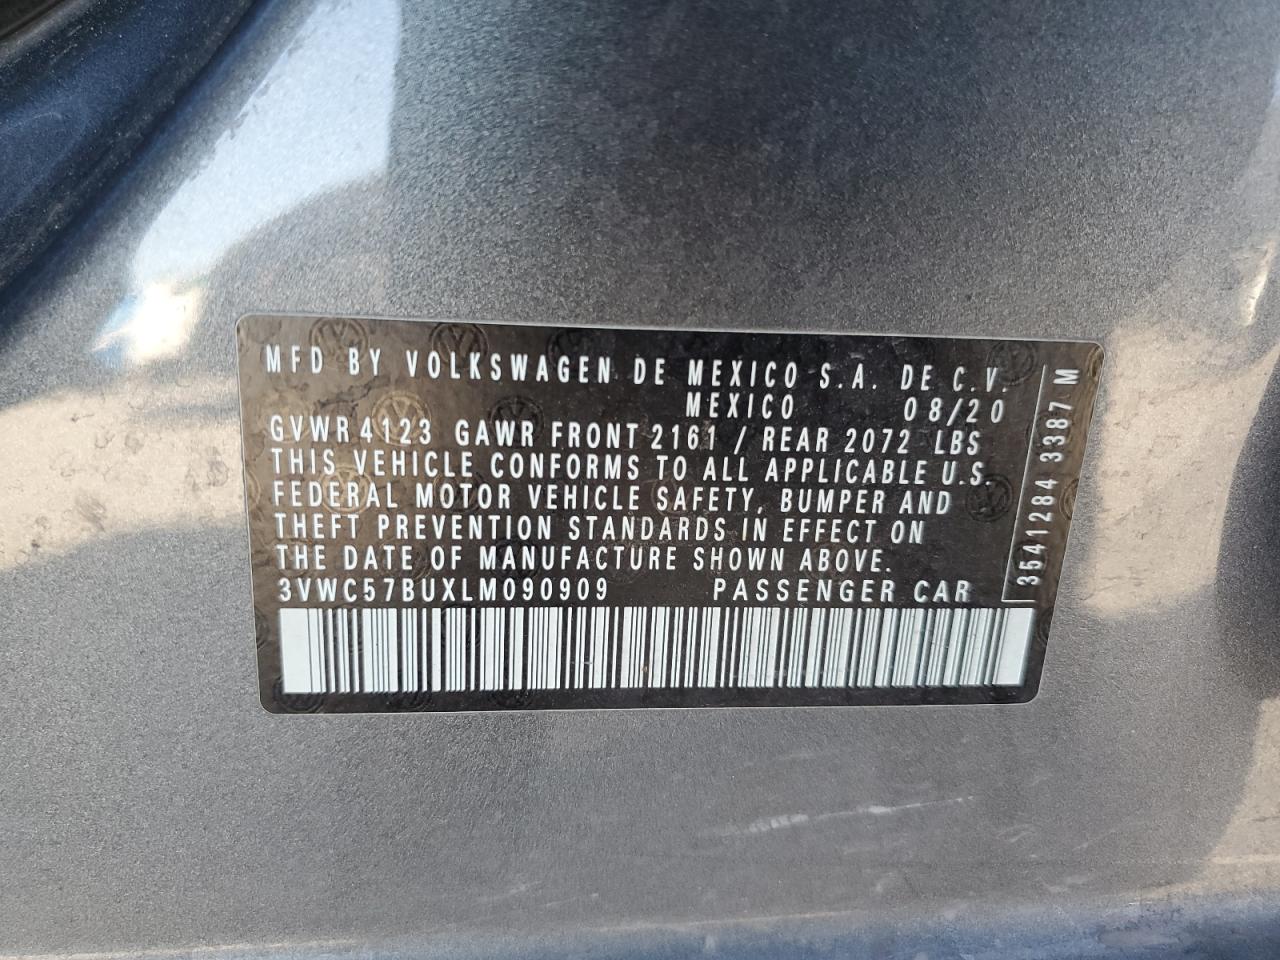 MFD BY VOLKSWAGEN DE MEXICO S.A. DE C.V.
MEXICO 08/20
GVWR 4123 GAWR FRONT 2161 / REAR 2072 LBS
THIS VEHICLE CONFORMS TO ALL APPLICABLE U.S.
FEDERAL MOTOR VEHICLE SAFETY, BUMPER AND
THEFT PREVENTION STANDARDS IN EFFECT ON
THE DATE OF MANUFACTURE SHOWN ABOVE.
3VWC57BUXLM090909 PASSENGER CAR
3541284 3387 M